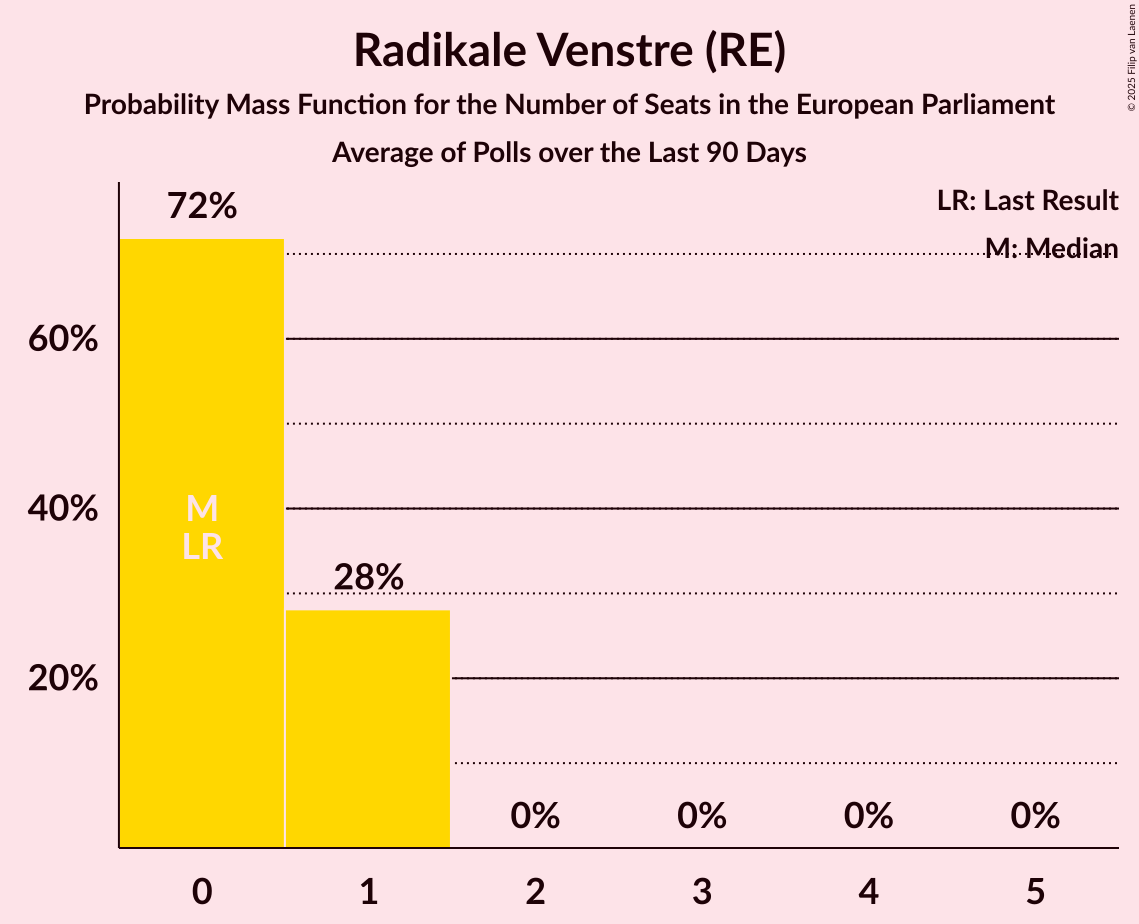 Radikale Venstre (RE)
Probability Mass Function for the Number of Seats in the European Parliament
Average of Polls over the Last 90 Days
© 2025 Filip van Laenen
LR: Last Result
M: Median
72%
60%
40%
20%
M
LR
28%
0% 0% 0% 0%
0 1 2 3 4 5